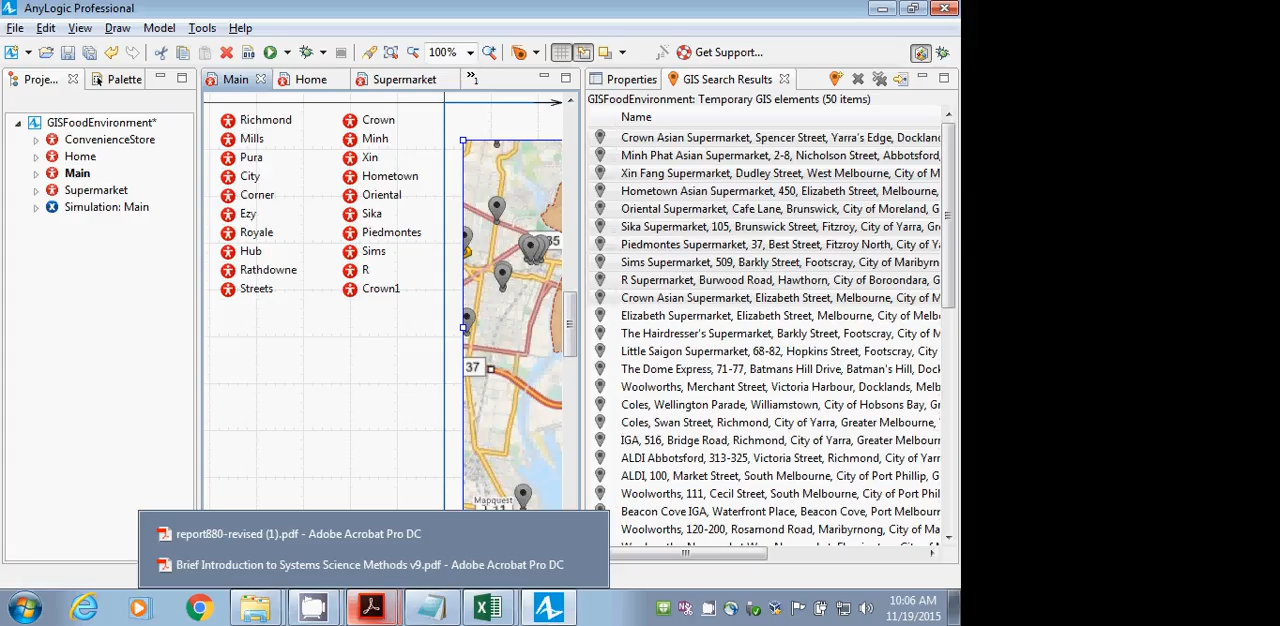 AnyLogic Professional
File Edit View Draw Model Tools Help
100% Get Support...
Proje... Palette Main Home Supermarket »1 Properties GIS Search Results
GISFoodEnvironment*
ConvenienceStore
Home
Main
Supermarket
Simulation: Main
Richmond Crown
Mills Minh
Pura Xin
City Hometown
Corner Oriental
Ezy Sika
Royale Piedmontes
Hub Sims
Rathdowne R
Streets Crown1
35
37
Mapquest
GISFoodEnvironment: Temporary GIS elements (50 items)
Name
Crown Asian Supermarket, Spencer Street, Yarra's Edge, Docklanc
Minh Phat Asian Supermarket, 2-8, Nicholson Street, Abbotsford,
Xin Fang Supermarket, Dudley Street, West Melbourne, City of M
Hometown Asian Supermarket, 450, Elizabeth Street, Melbourne,
Oriental Supermarket, Cafe Lane, Brunswick, City of Moreland, G
Sika Supermarket, 105, Brunswick Street, Fitzroy, City of Yarra, G
Piedmontes Supermarket, 37, Best Street, Fitzroy North, City of Y
Sims Supermarket, 509, Barkly Street, Footscray, City of Maribyrn
R Supermarket, Burwood Road, Hawthorn, City of Boroondara, G
Crown Asian Supermarket, Elizabeth Street, Melbourne, City of M
Elizabeth Supermarket, Elizabeth Street, Melbourne, City of Melb
The Hairdresser's Supermarket, Barkly Street, Footscray, City of M
Little Saigon Supermarket, 68-82, Hopkins Street, Footscray, City
The Dome Express, 71-77, Batmans Hill Drive, Batman's Hill, Doc
Woolworths, Merchant Street, Victoria Harbour, Docklands, Melb
Coles, Wellington Parade, Williamstown, City of Hobsons Bay, Gr
Coles, Swan Street, Richmond, City of Yarra, Greater Melbourne,
IGA, 516, Bridge Road, Richmond, City of Yarra, Greater Melbour
ALDI Abbotsford, 313-325, Victoria Street, Richmond, City of Yarr
ALDI, 100, Market Street, South Melbourne, City of Port Phillip, G
Woolworths, 111, Cecil Street, South Melbourne, City of Port Phi
Beacon Cove IGA, Waterfront Place, Beacon Cove, Port Melbourn
Woolworths, 120-200, Rosamond Road, Maribyrnong, City of Ma
report880-revised (1).pdf - Adobe Acrobat Pro DC
Brief Introduction to Systems Science Methods v9.pdf - Adobe Acrobat Pro DC
10:06 AM
11/19/2015